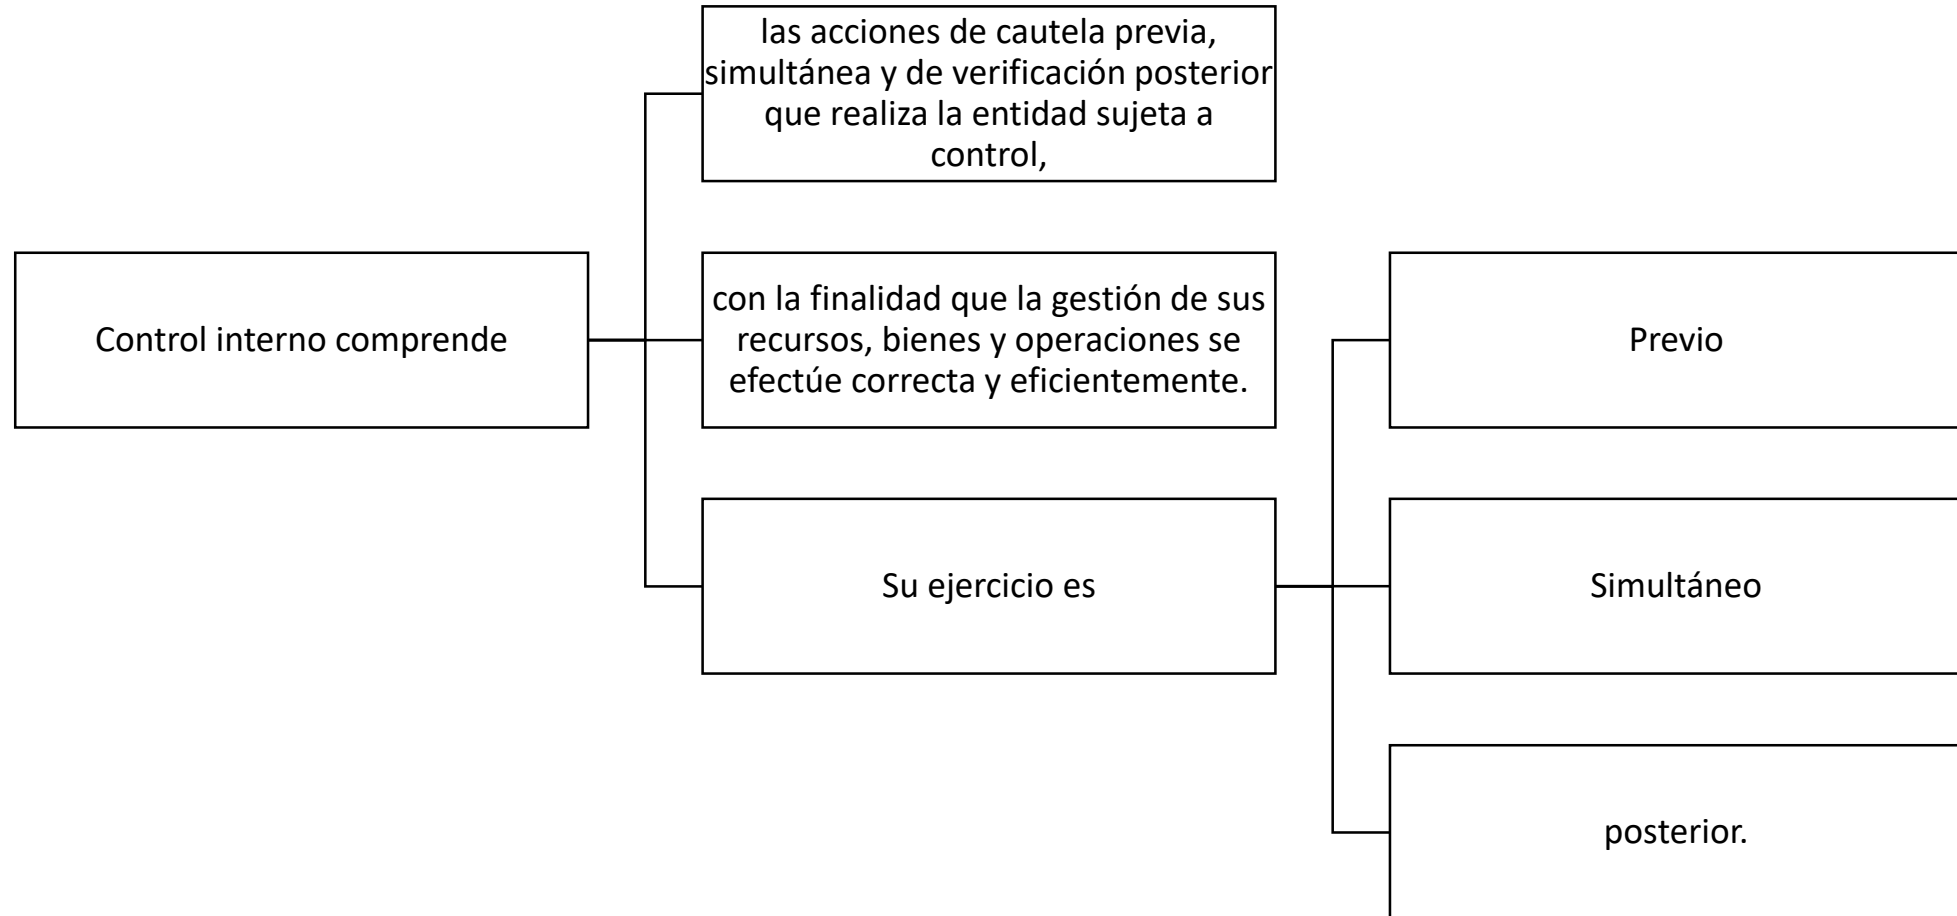 Control interno comprende
las acciones de cautela previa,
simultánea y de verificación posterior
que realiza la entidad sujeta a
control,
con la finalidad que la gestión de sus
recursos, bienes y operaciones se
efectúe correcta y eficientemente.
Su ejercicio es
Previo
Simultáneo
posterior.